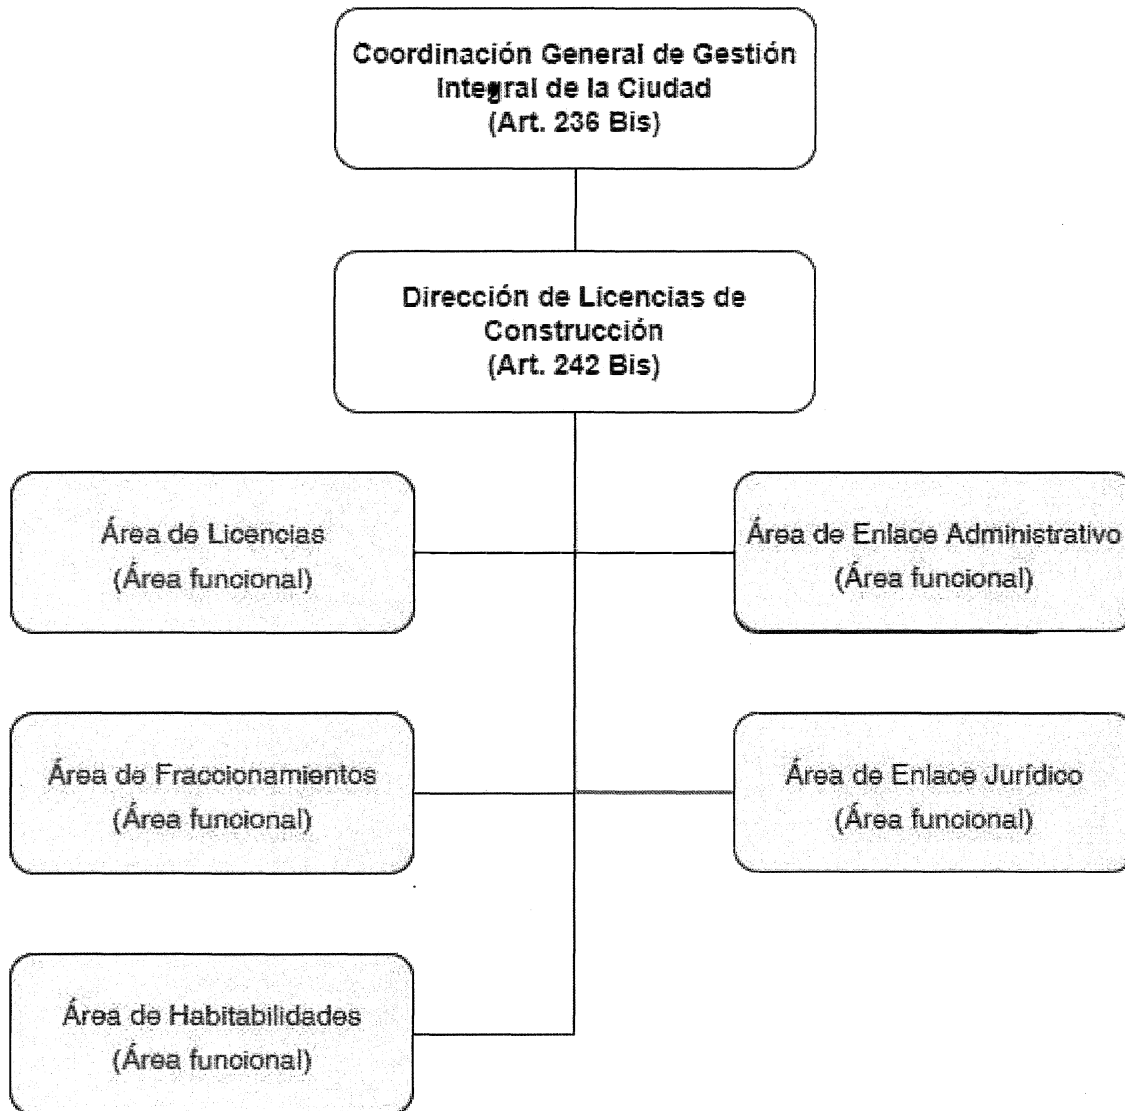 Coordinación General de Gestión
Integral de la Ciudad
(Art. 236 Bis)
Dirección de Licencias de
Construcción
(Art. 242 Bis)
Área de Licencias
(Área funcional)
Área de Enlace Administrativo
(Área funcional)
Área de Fraccionamientos
(Área funcional)
Área de Enlace Jurídico
(Área funcional)
Área de Habitabilidades
(Área funcional)